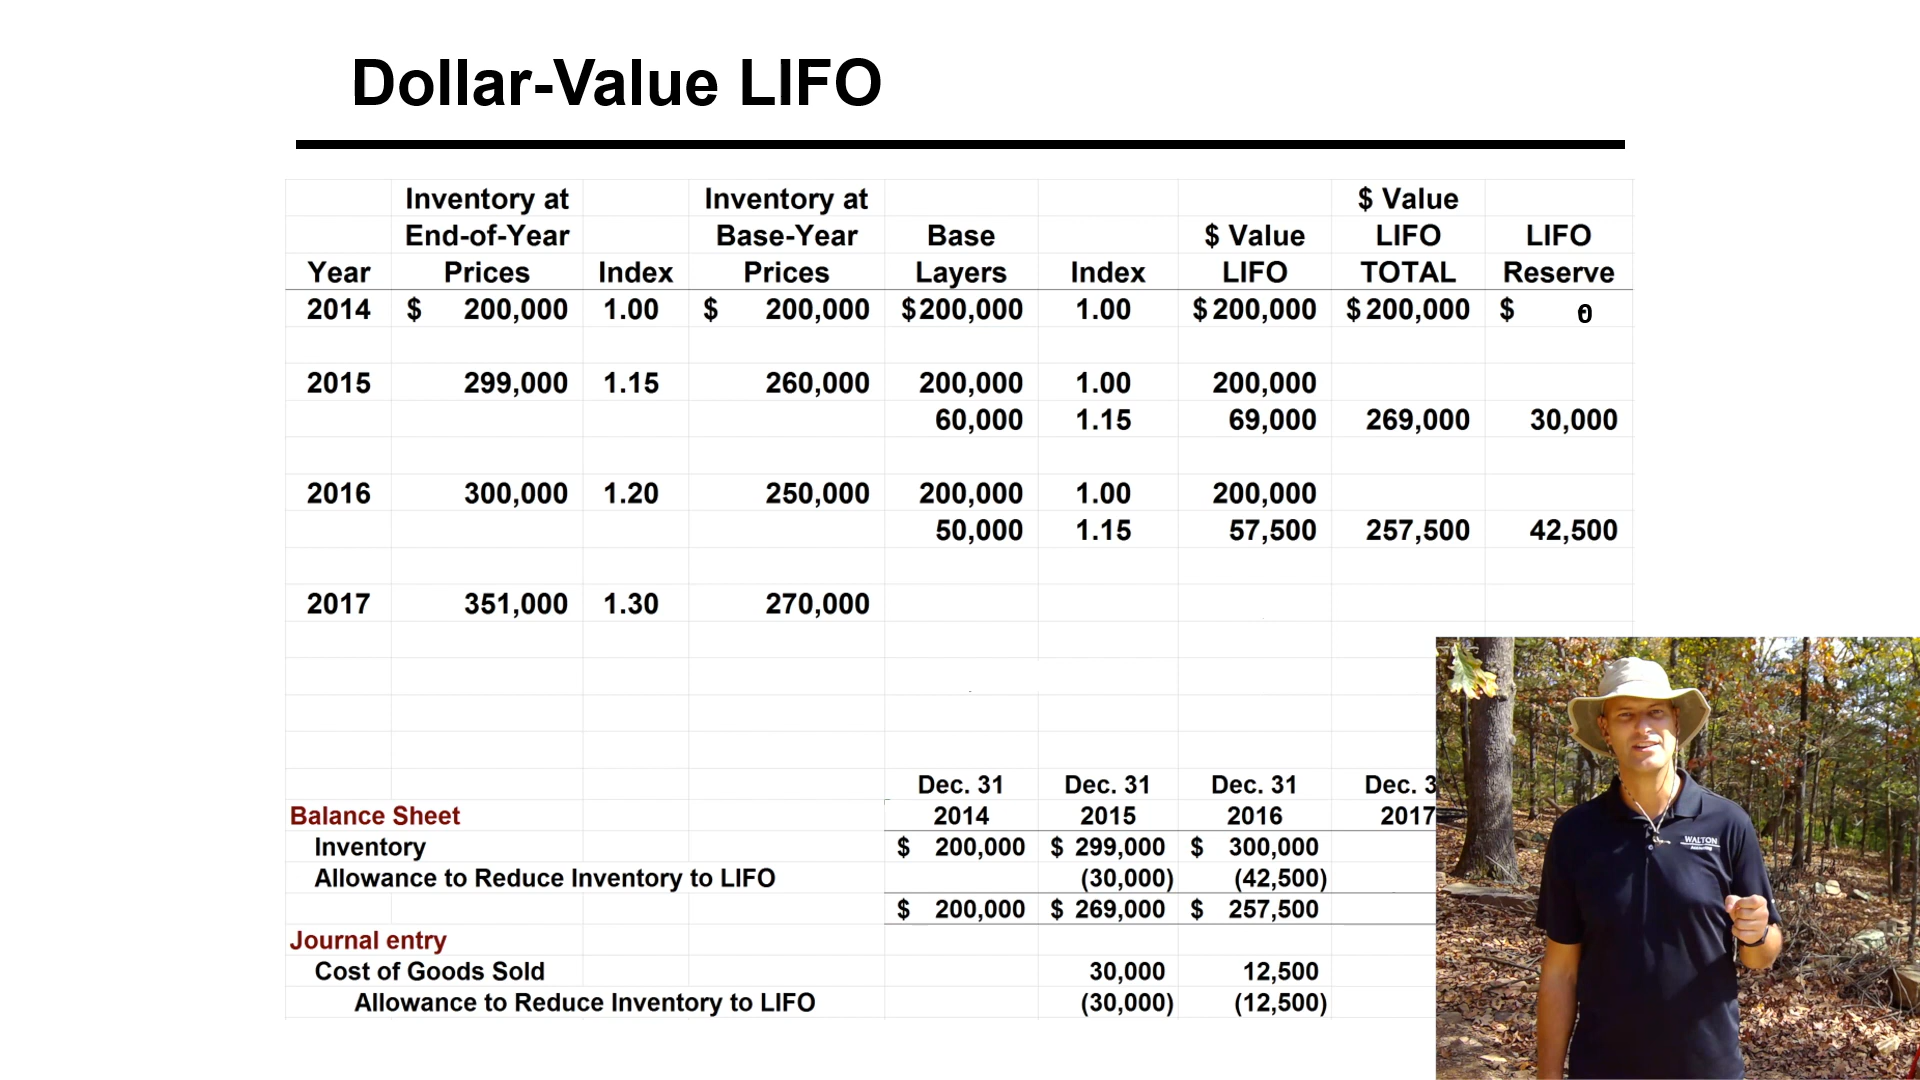 Dollar-Value LIFO
Inventory at Inventory at $ Value
End-of-Year Base-Year Base $ Value LIFO LIFO
Year Prices Index Prices Layers Index LIFO TOTAL Reserve
2014 $ 200,000 1.00 $ 200,000 $200,000 1.00 $200,000 $200,000 $ 0
2015 299,000 1.15 260,000 200,000 1.00 200,000
60,000 1.15 69,000 269,000 30,000
2016 300,000 1.20 250,000 200,000 1.00 200,000
50,000 1.15 57,500 257,500 42,500
2017 351,000 1.30 270,000
Dec. 31 Dec. 31 Dec. 31 Dec. 3
Balance Sheet 2014 2015 2016 2017
Inventory $ 200,000 $ 299,000 $ 300,000
Allowance to Reduce Inventory to LIFO (30,000) (42,500)
$ 200,000 $ 269,000 $ 257,500
Journal entry
Cost of Goods Sold 30,000 12,500
Allowance to Reduce Inventory to LIFO (30,000) (12,500)
WALTON